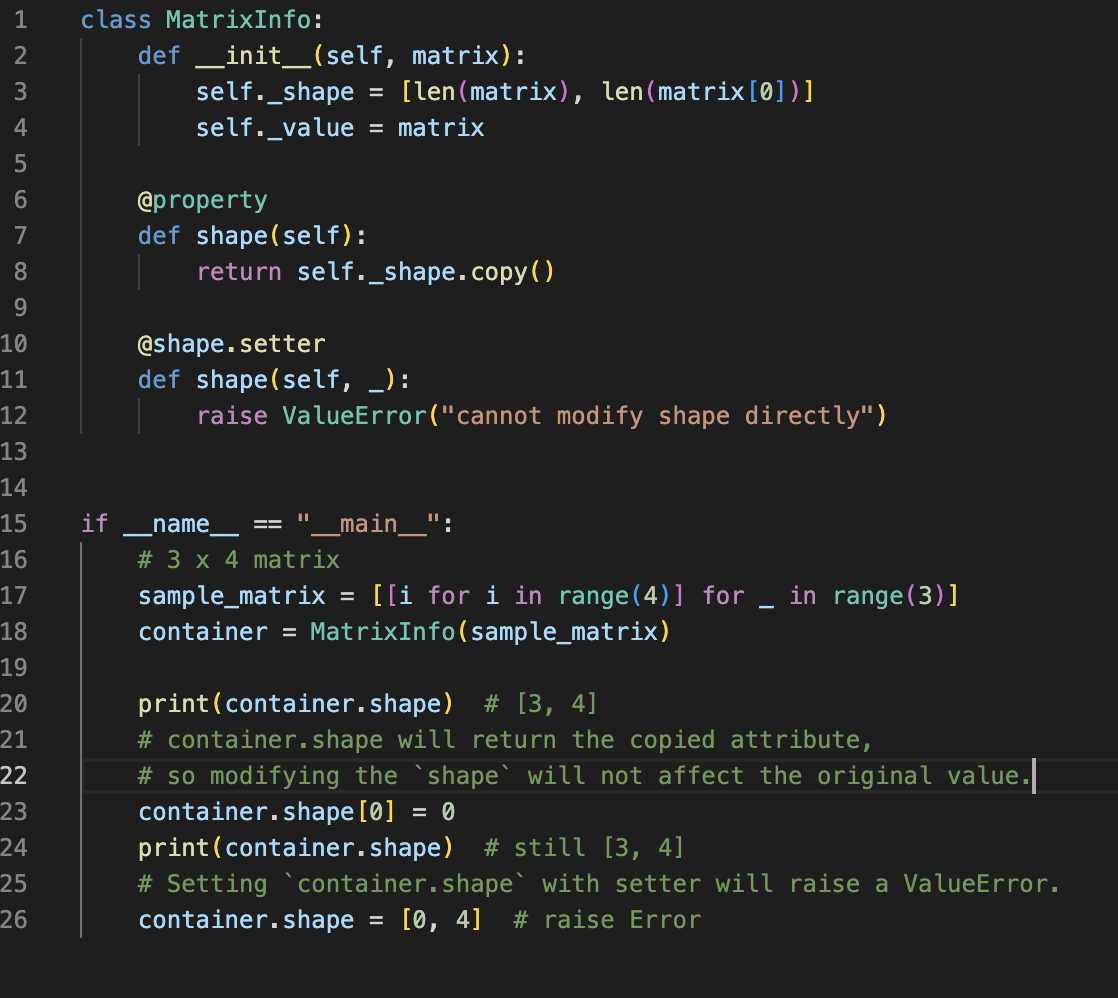 1 class MatrixInfo:
2     def __init__(self, matrix):
3         self._shape = [len(matrix), len(matrix[0])]
4         self._value = matrix
5
6     @property
7     def shape(self):
8         return self._shape.copy()
9
10     @shape.setter
11     def shape(self, _):
12         raise ValueError("cannot modify shape directly")
13
14
15 if __name__ == "__main__":
16     # 3 x 4 matrix
17     sample_matrix = [[i for i in range(4)] for _ in range(3)]
18     container = MatrixInfo(sample_matrix)
19
20     print(container.shape)  # [3, 4]
21     # container.shape will return the copied attribute,
22     # so modifying the `shape` will not affect the original value.
23     container.shape[0] = 0
24     print(container.shape)  # still [3, 4]
25     # Setting `container.shape` with setter will raise a ValueError.
26     container.shape = [0, 4]  # raise Error